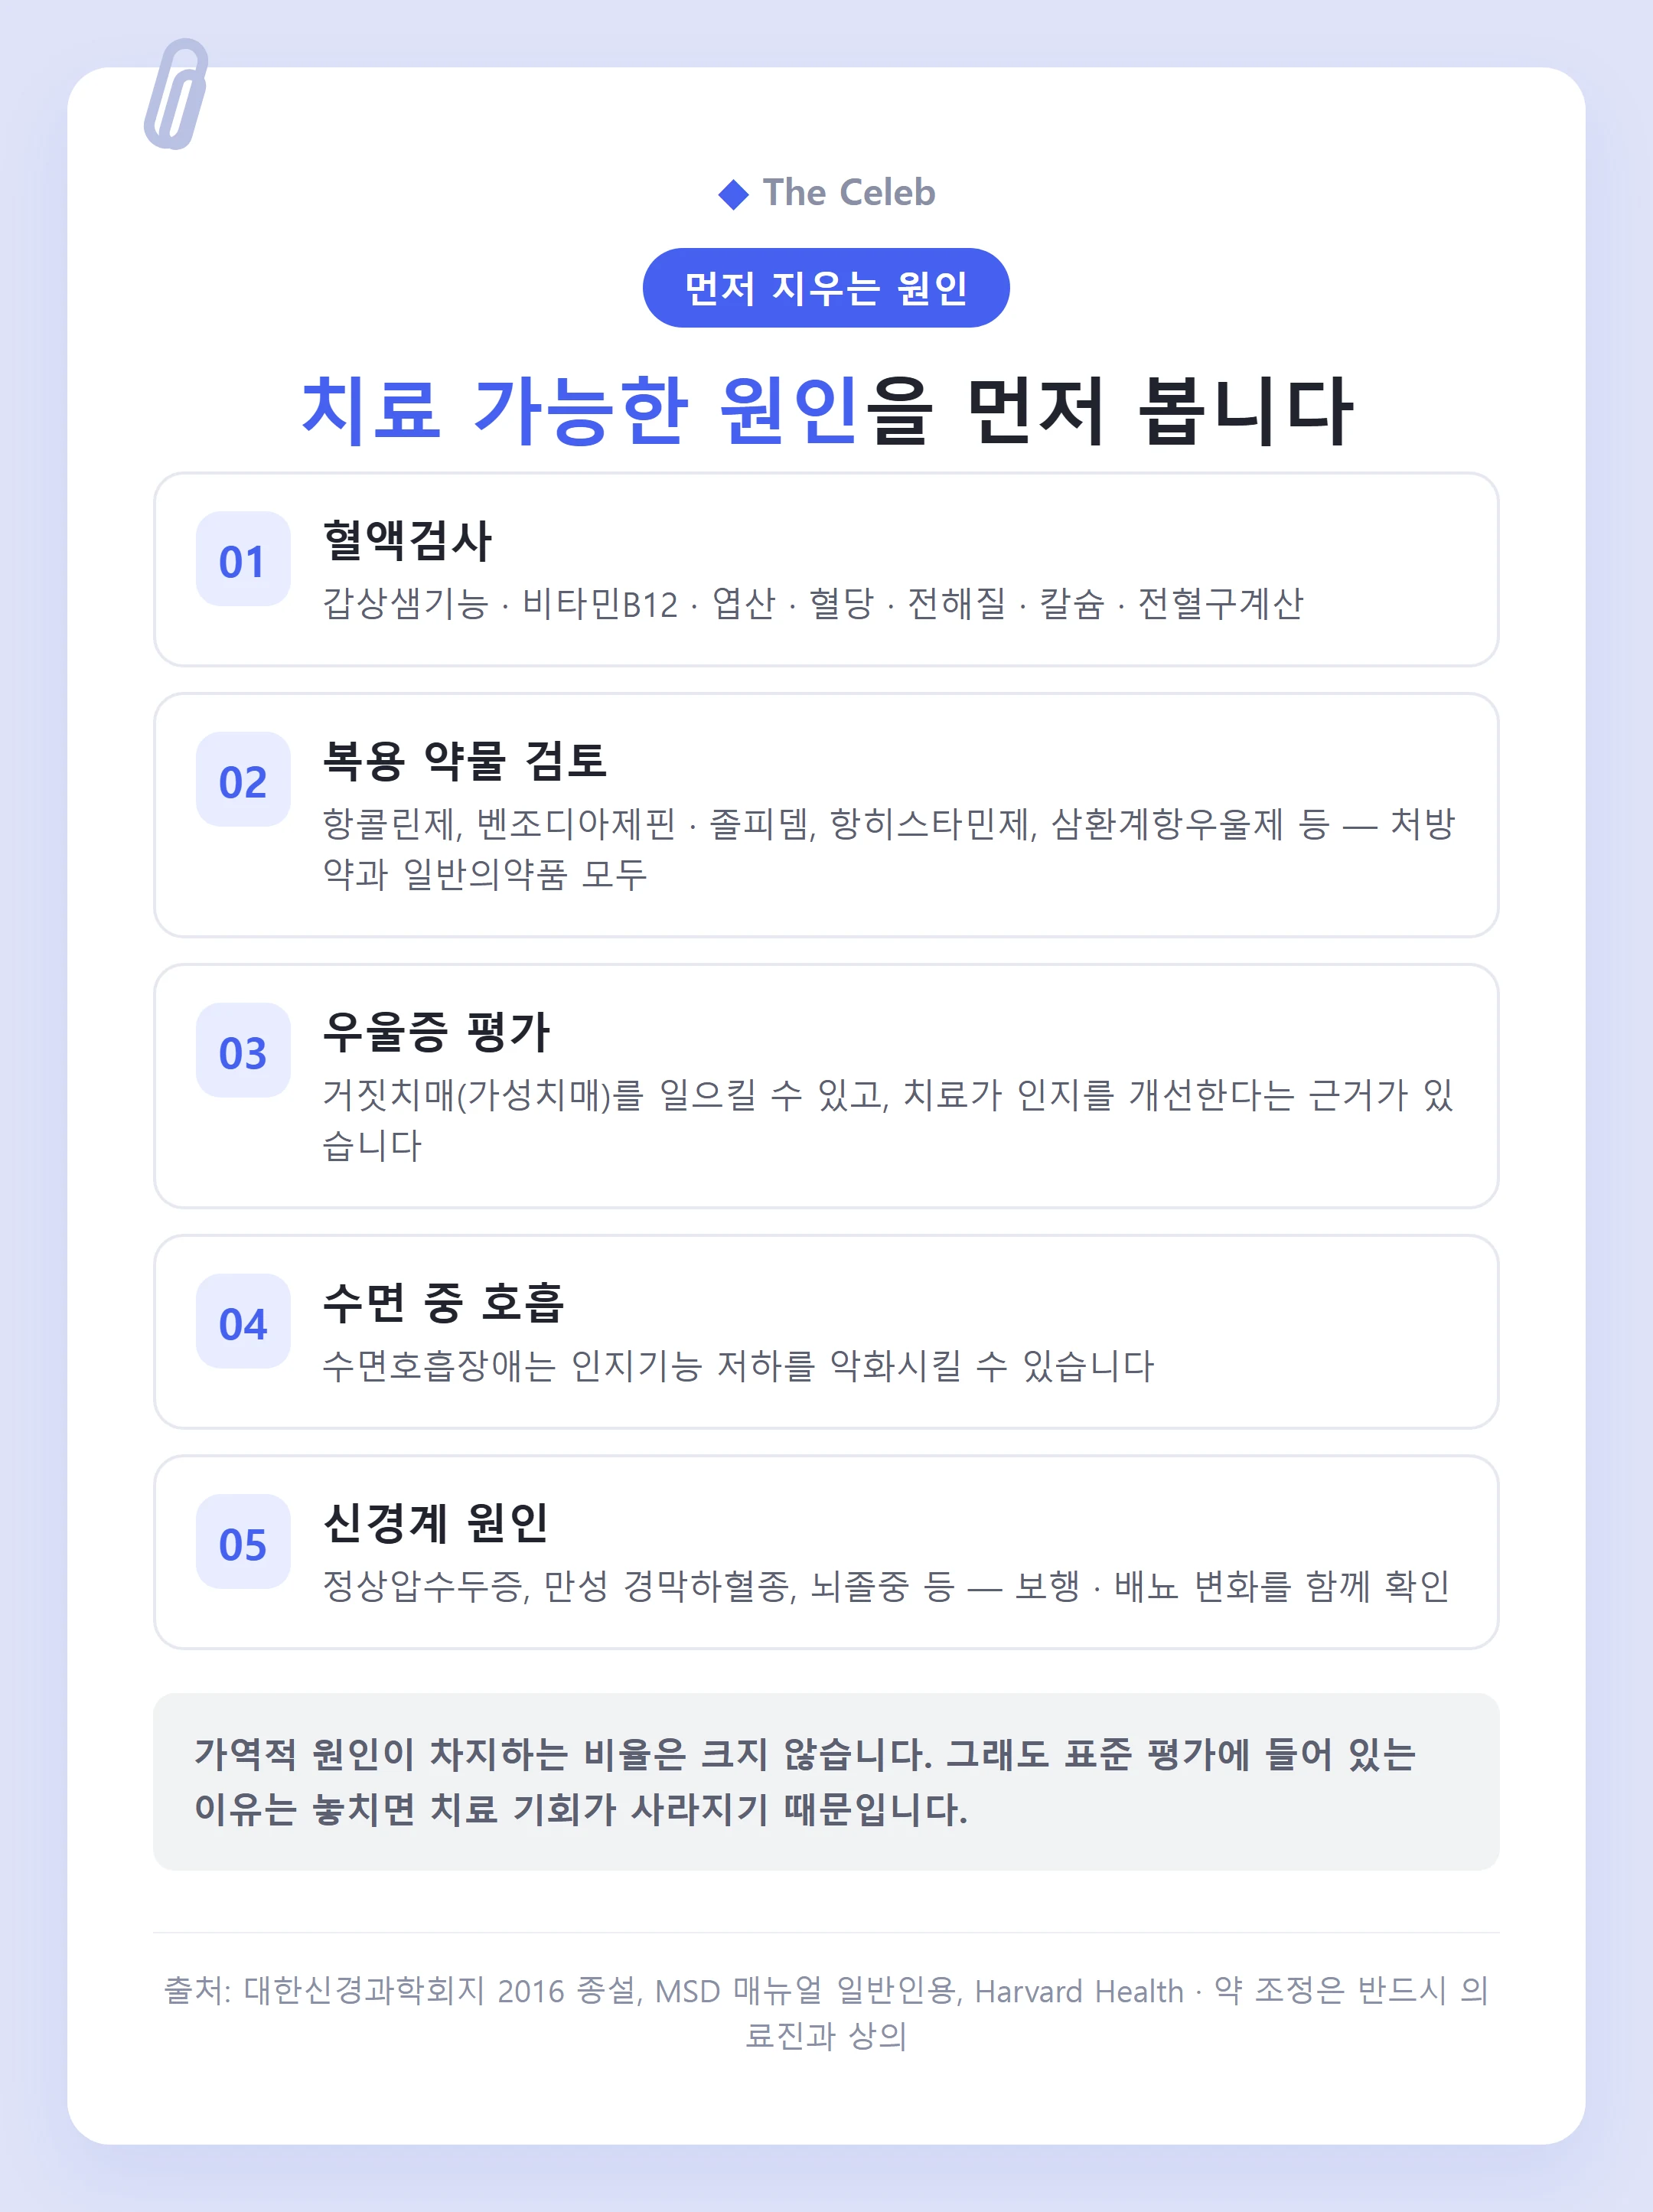 The Celeb
먼저 지우는 원인
치료 가능한 원인을 먼저 봅니다
01
혈액검사
갑상샘기능 · 비타민B12 · 엽산 · 혈당 · 전해질 · 칼슘 · 전혈구계산
02
복용 약물 검토
항콜린제, 벤조디아제핀 · 졸피뎀, 항히스타민제, 삼환계항우울제 등 — 처방
약과 일반의약품 모두
03
우울증 평가
거짓치매(가성치매)를 일으킬 수 있고, 치료가 인지를 개선한다는 근거가 있
습니다
04
수면 중 호흡
수면호흡장애는 인지기능 저하를 악화시킬 수 있습니다
05
신경계 원인
정상압수두증, 만성 경막하혈종, 뇌졸중 등 — 보행 · 배뇨 변화를 함께 확인
가역적 원인이 차지하는 비율은 크지 않습니다. 그래도 표준 평가에 들어 있는
이유는 놓치면 치료 기회가 사라지기 때문입니다.
출처: 대한신경과학회지 2016 종설, MSD 매뉴얼 일반인용, Harvard Health · 약 조정은 반드시 의
료진과 상의